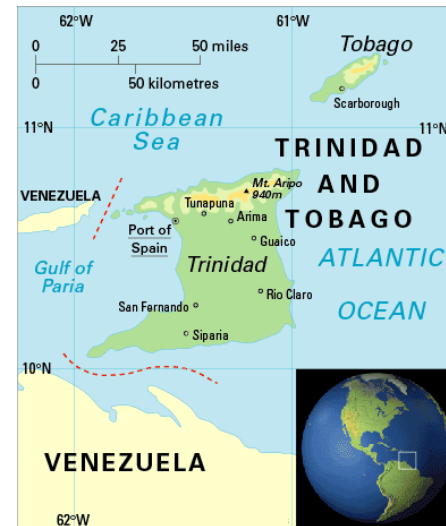 62°W
61°W
0 25 50 miles
0 50 kilometres
Tobago
Scarborough
11°N
11°N
Caribbean
Sea
TRINIDAD
AND
TOBAGO
Mt. Aripo
940m
VENEZUELA
Tunapuna
Arima
Port of
Spain
Guaico
Trinidad
ATLANTIC
OCEAN
Gulf of
Paria
Rio Claro
San Fernando
Siparia
10°N
10°N
VENEZUELA
62°W